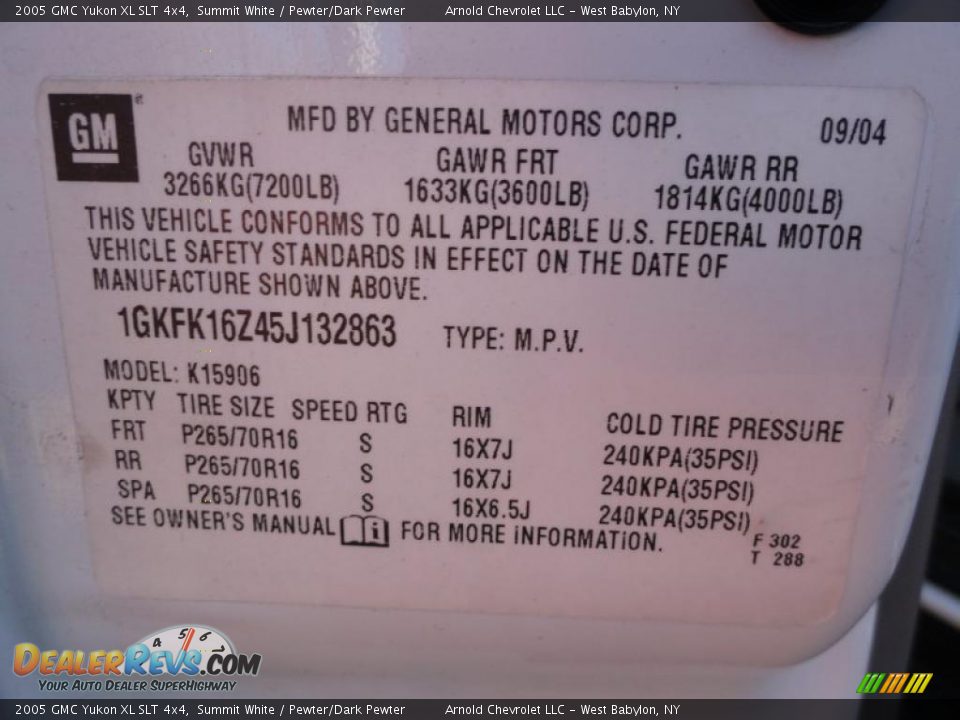 2005 GMC Yukon XL SLT 4x4, Summit White / Pewter/Dark Pewter Arnold Chevrolet LLC - West Babylon, NY
GM
MFD BY GENERAL MOTORS CORP. 09/04
GVWR GAWR FRT GAWR RR
3266KG(7200LB) 1633KG(3600LB) 1814KG(4000LB)
THIS VEHICLE CONFORMS TO ALL APPLICABLE U.S. FEDERAL MOTOR
VEHICLE SAFETY STANDARDS IN EFFECT ON THE DATE OF
MANUFACTURE SHOWN ABOVE.
1GKFK16Z45J132863 TYPE: M.P.V.
MODEL: K15906
KPTY TIRE SIZE SPEED RTG RIM COLD TIRE PRESSURE
FRT P265/70R16 S 16X7J 240KPA(35PSI)
RR P265/70R16 S 16X7J 240KPA(35PSI)
SPA P265/70R16 S 16X6.5J 240KPA(35PSI)
SEE OWNER'S MANUAL i FOR MORE INFORMATION.
F 302
T 288
4 5 6
DEALERREVS.COM
YOUR AUTO DEALER SUPERHIGHWAY
2005 GMC Yukon XL SLT 4x4, Summit White / Pewter/Dark Pewter Arnold Chevrolet LLC - West Babylon, NY